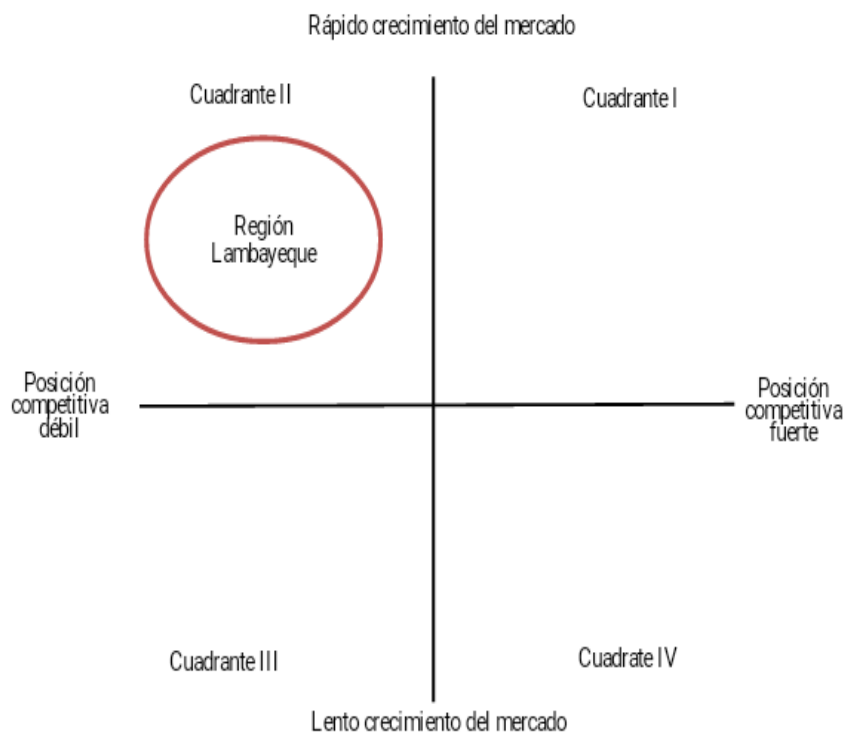 Rápido crecimiento del mercado
Cuadrante II
Cuadrante I
Región
Lambayeque
Posición
competitiva
débil
Posición
competitiva
fuerte
Cuadrante III
Cuadrate IV
Lento crecimiento del mercado